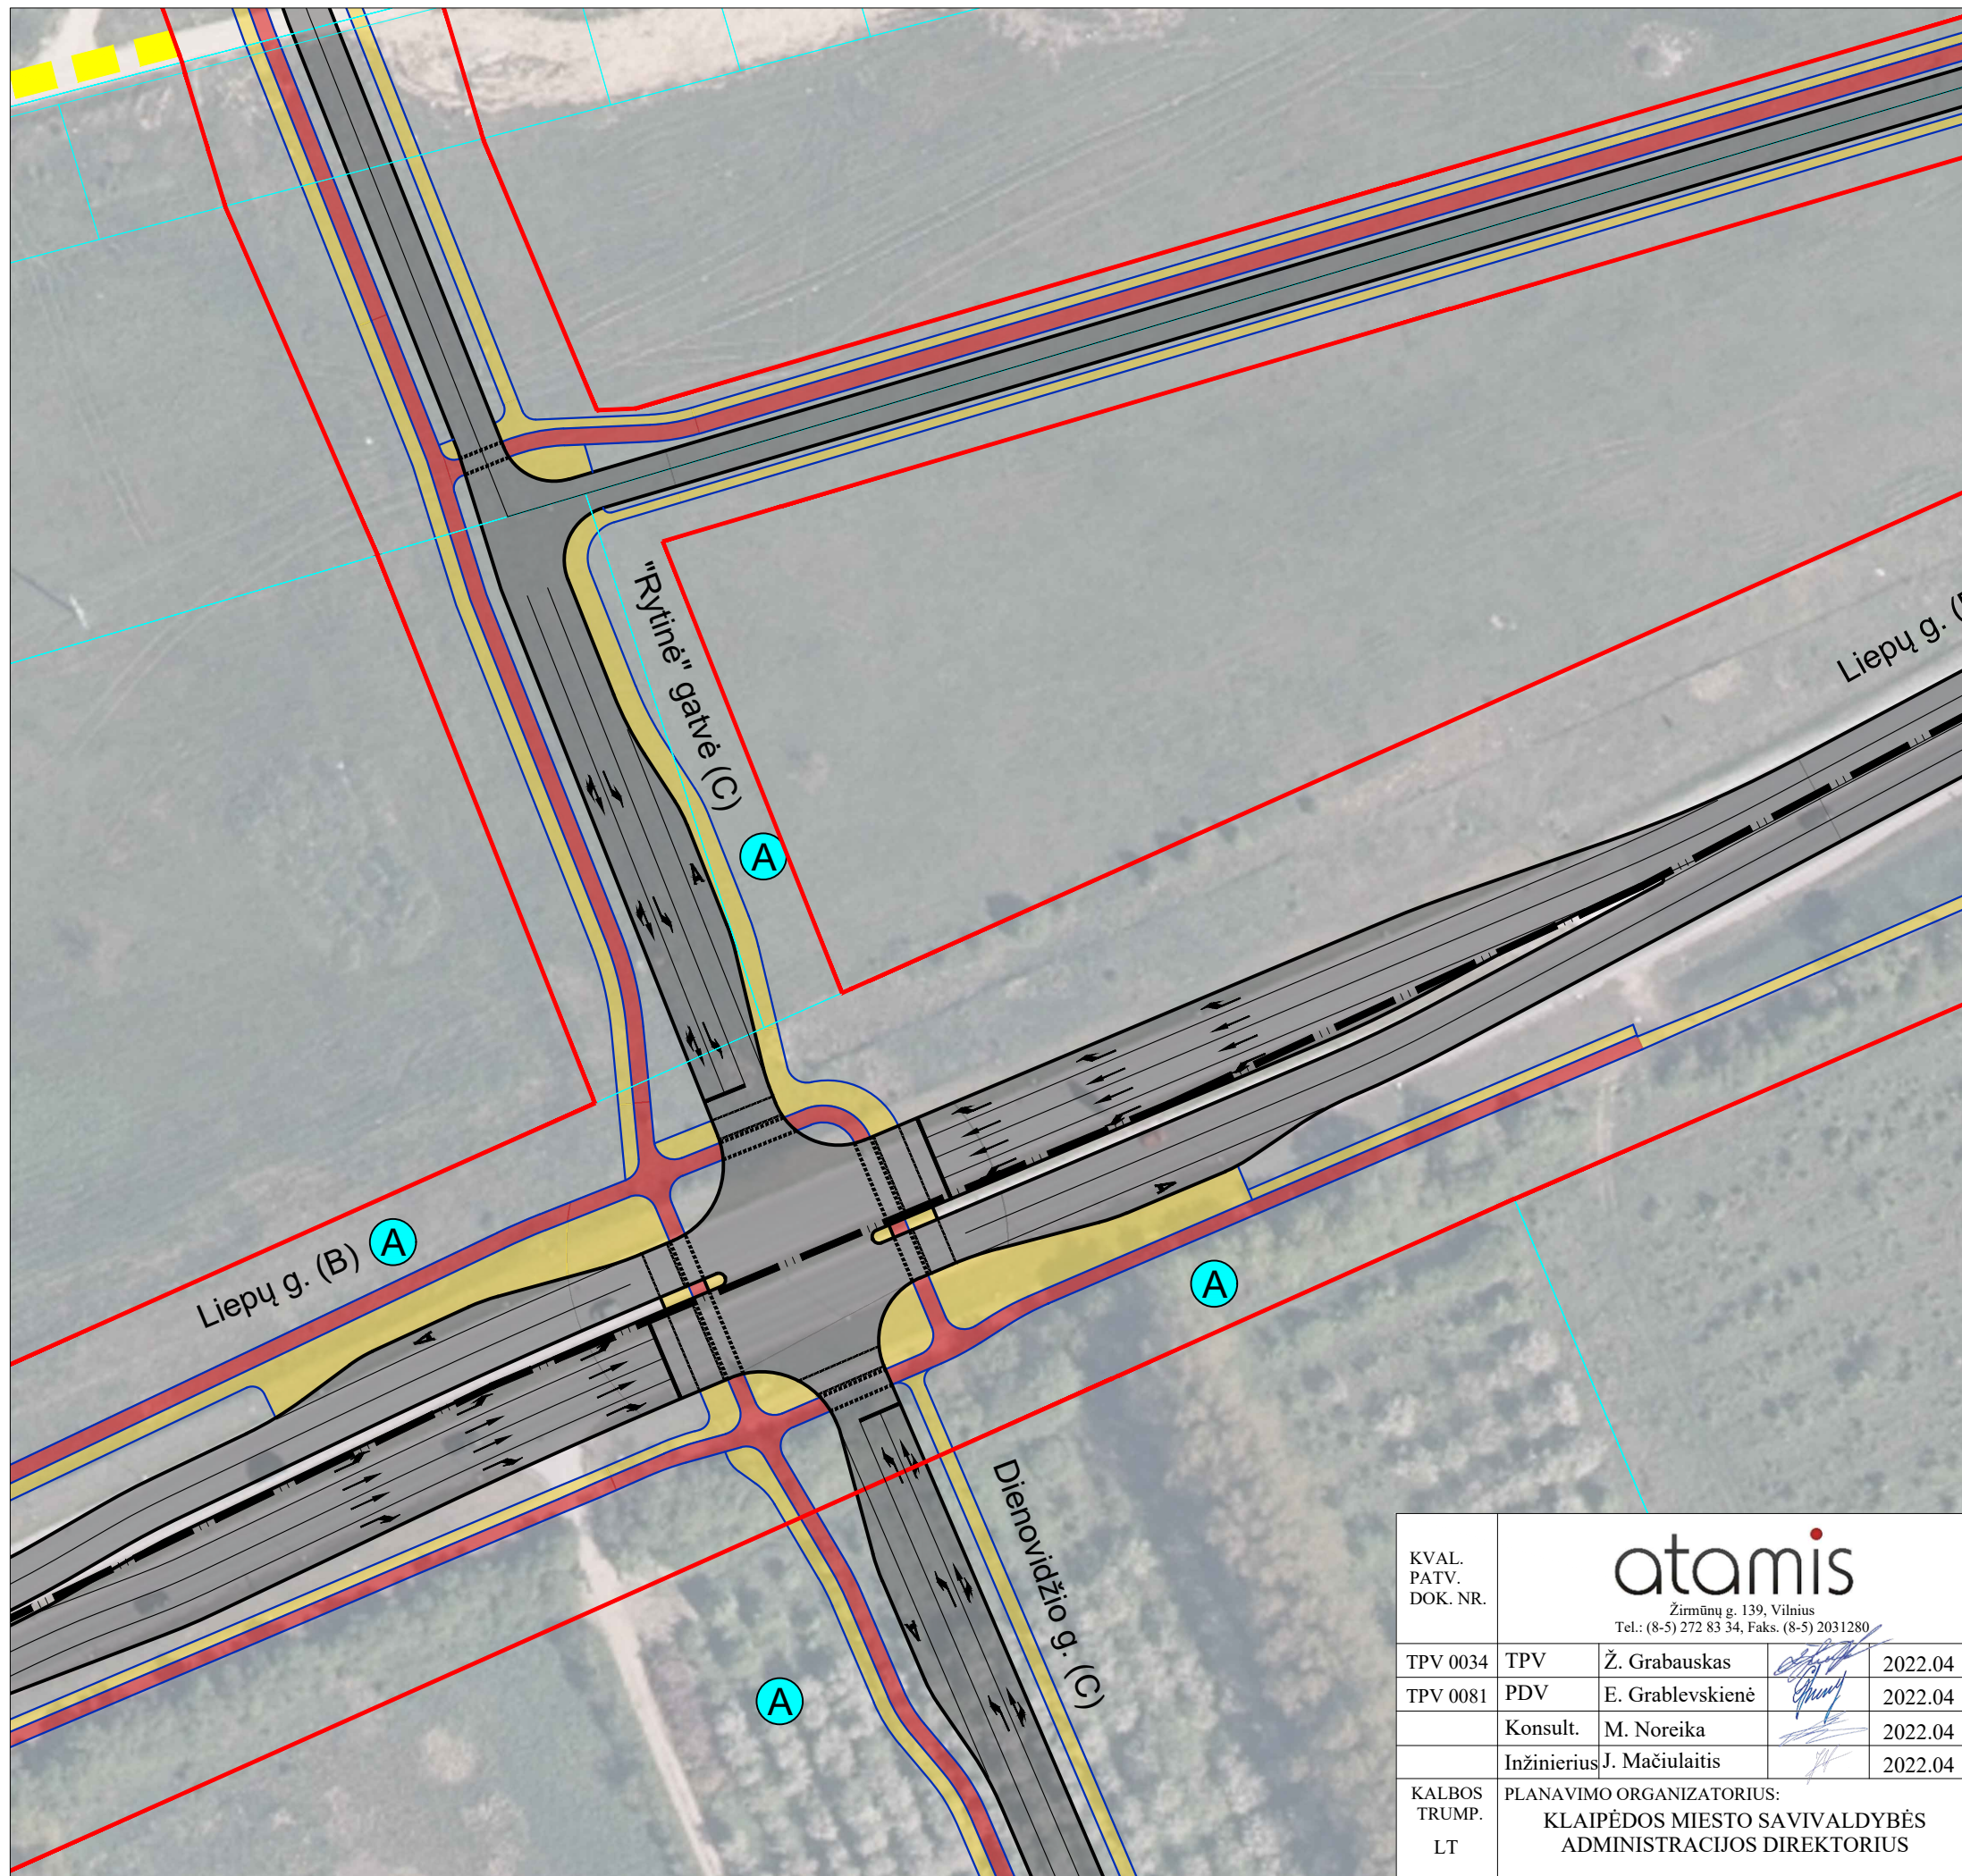 "Rytinė" gatvė (C)
Liepų g.
A
A
Liepų g. (B)
A
Dienovidžio g. (C)
A
A
A
A
A
KVAL.
PATV.
DOK. NR.
atamis
Žirmūnų g. 139, Vilnius
Tel.: (8-5) 272 83 34, Faks. (8-5) 2031280
TPV 0034 TPV Ž. Grabauskas 2022.04
TPV 0081 PDV E. Grablevskienė 2022.04
Konsult. M. Noreika 2022.04
Inžinierius J. Mačiulaitis 2022.04
KALBOS
TRUMP.
LT
PLANAVIMO ORGANIZATORIUS:
KLAIPĖDOS MIESTO SAVIVALDYBĖS
ADMINISTRACIJOS DIREKTORIUS